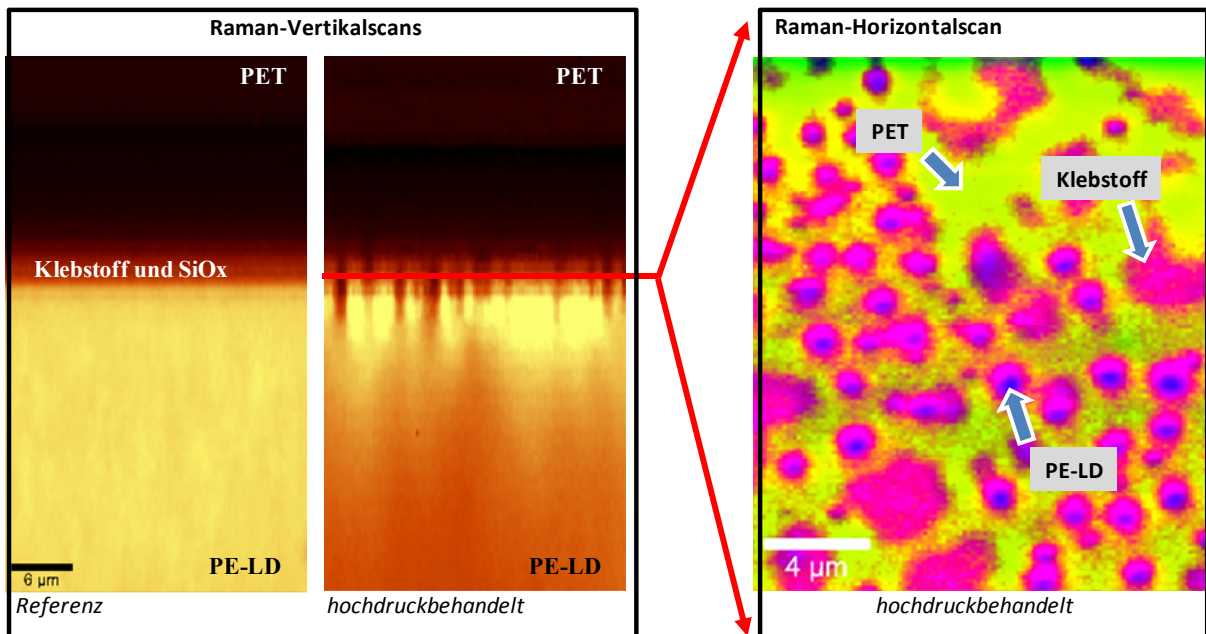 Raman-Vertikalscans
PET
PET
Klebstoff und SiOx
PE-LD
PE-LD
6 µm
Referenz
hochdruckbehandelt
Raman-Horizontalscan
PET
Klebstoff
PE-LD
4 µm
hochdruckbehandelt